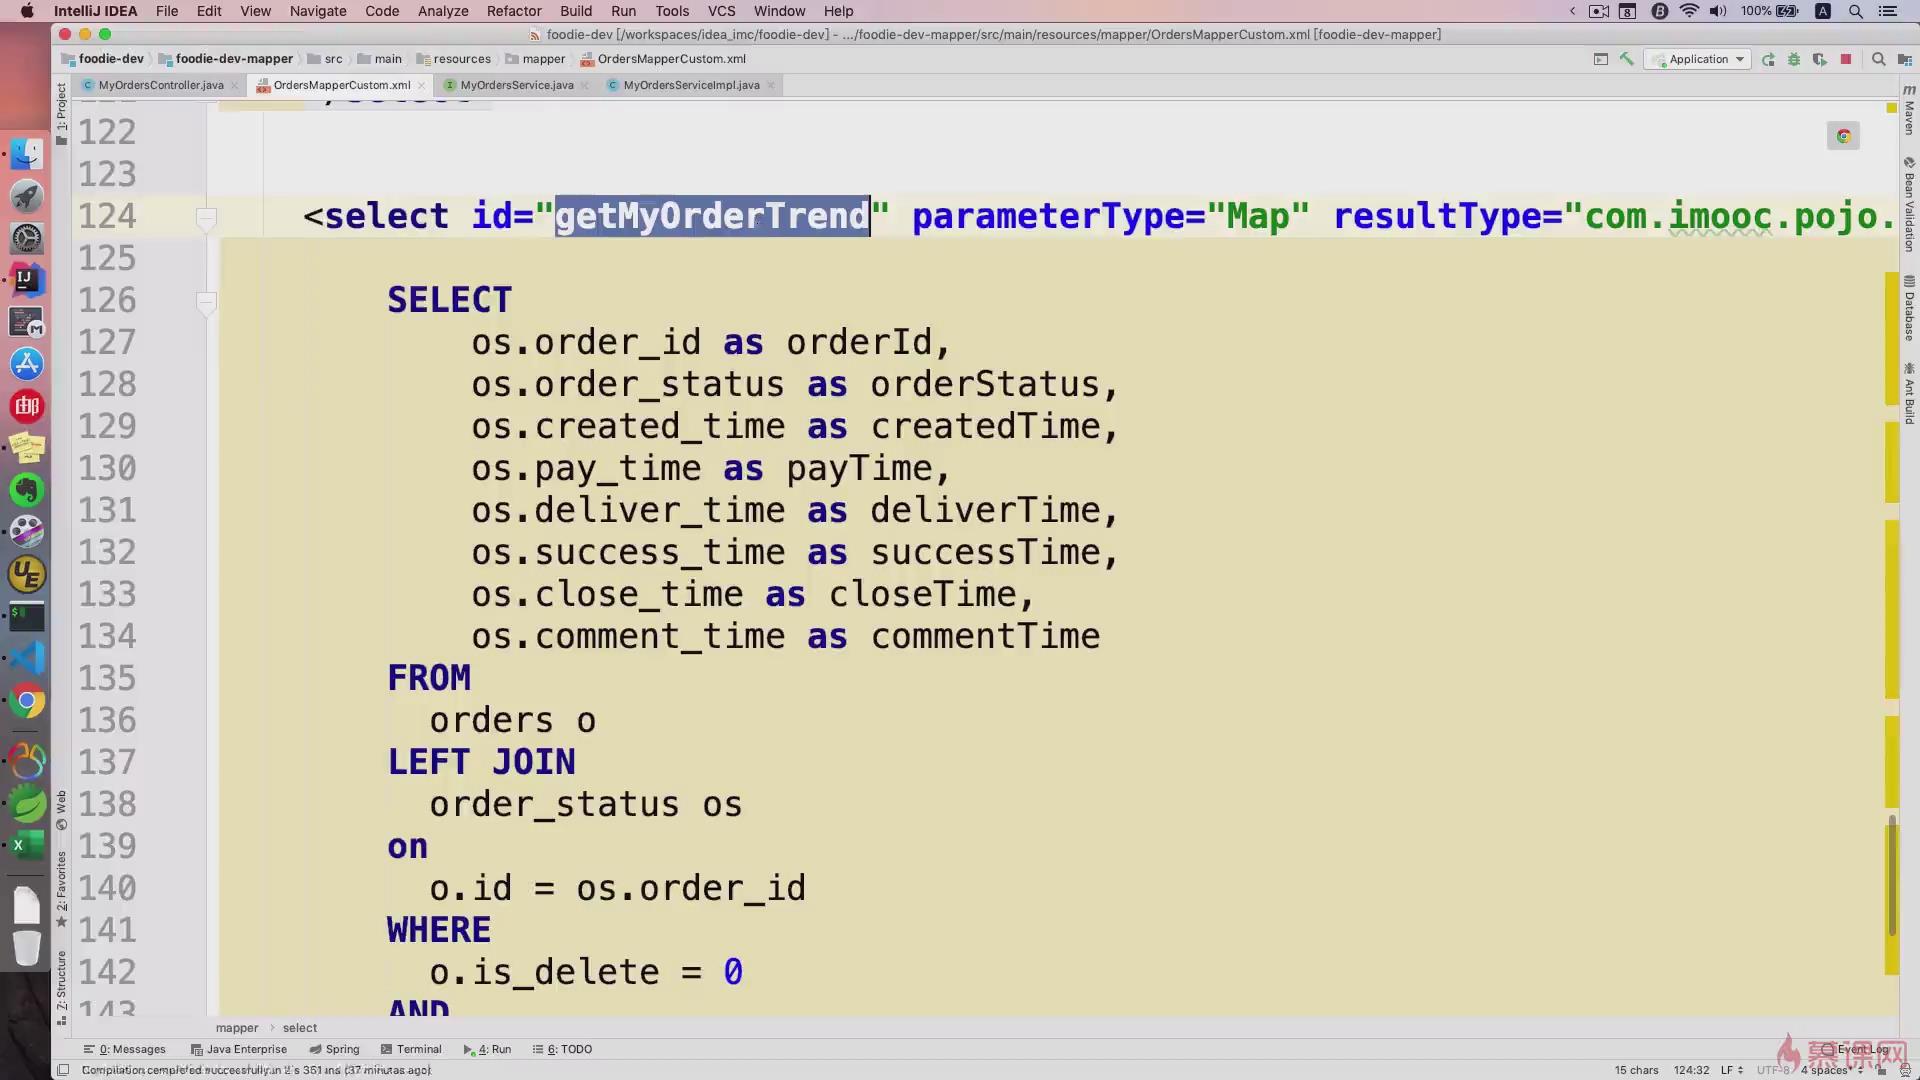 IntelliJ IDEA File Edit View Navigate Code Analyze Refactor Build Run Tools VCS Window Help 8 100% A
foodie-dev [/workspaces/idea_imc/foodie-dev] - .../foodie-dev-mapper/src/main/resources/mapper/OrdersMapperCustom.xml [foodie-dev-mapper]
foodie-dev foodie-dev-mapper src main resources mapper OrdersMapperCustom.xml Application
MyOrdersController.java OrdersMapperCustom.xml MyOrdersService.java MyOrdersServiceImpl.java
122
123
124 <select id="getMyOrderTrend" parameterType="Map" resultType="com.imooc.pojo.
125
126 SELECT
127 os.order_id as orderId,
128 os.order_status as orderStatus,
129 os.created_time as createdTime,
130 os.pay_time as payTime,
131 os.deliver_time as deliverTime,
132 os.success_time as successTime,
133 os.close_time as closeTime,
134 os.comment_time as commentTime
135 FROM
136 orders o
137 LEFT JOIN
138 order_status os
139 on
140 o.id = os.order_id
141 WHERE
142 o.is_delete = 0
143 AND
1: Project
Web
2: Favorites
7: Structure
Maven
Bean Validation
Database
Ant Build
mapper select
0: Messages Java Enterprise Spring Terminal 4: Run 6: TODO Event Log
慕课网
Compilation completed successfully in 2 s 351 ms (37 minutes ago) 15 chars 124:32 LF UTF-8 4 spaces